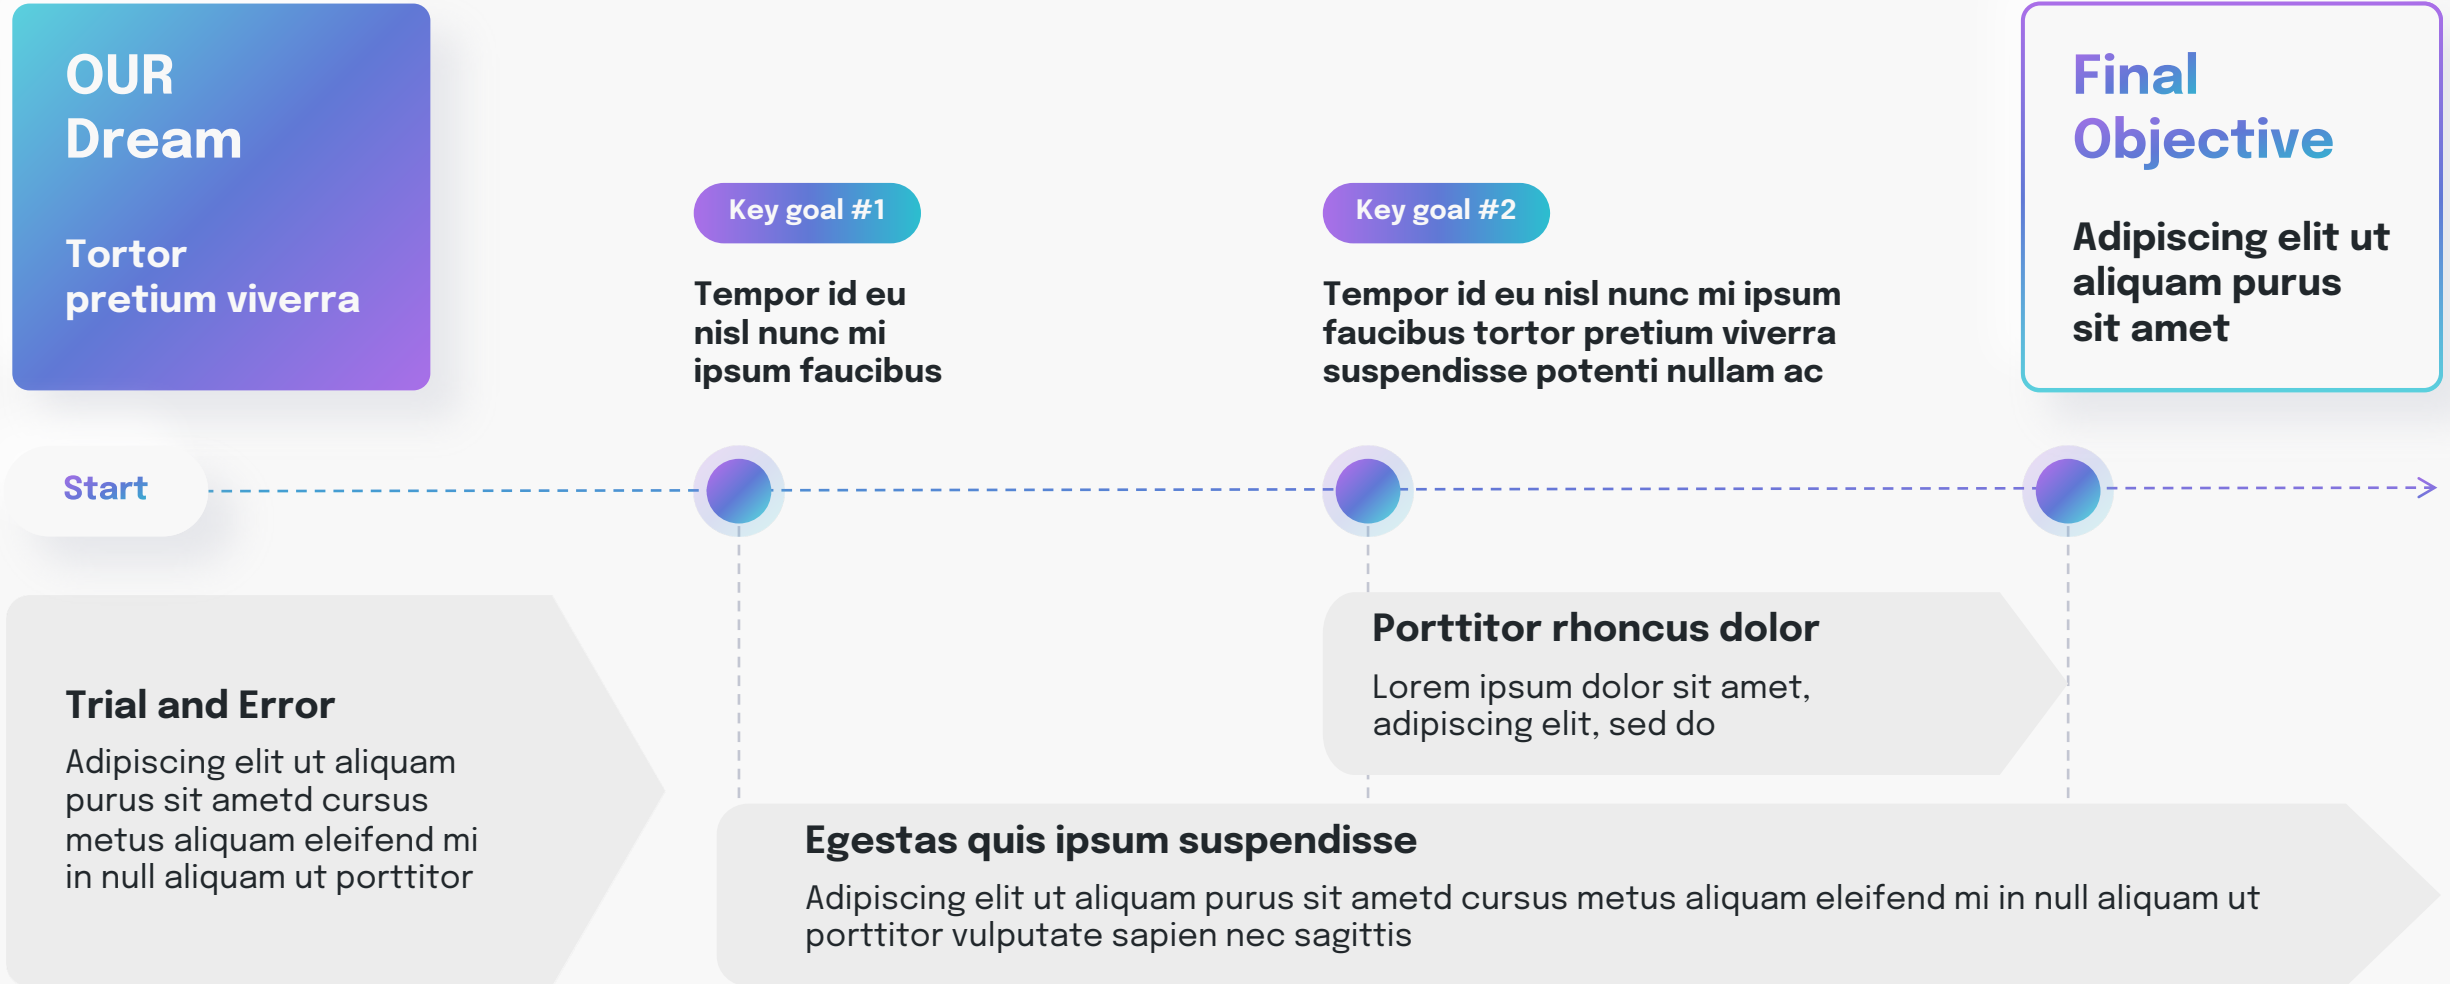 OUR
Dream
Tortor
pretium viverra
Key goal #1
Tempor id eu
nisl nunc mi
ipsum faucibus
Key goal #2
Tempor id eu nisl nunc mi ipsum
faucibus tortor pretium viverra
suspendisse potenti nullam ac
Final
Objective
Adipiscing elit ut
aliquam purus
sit amet
Start
Trial and Error
Adipiscing elit ut aliquam
purus sit ametd cursus
metus aliquam eleifend mi
in null aliquam ut porttitor
Porttitor rhoncus dolor
Lorem ipsum dolor sit amet,
adipiscing elit, sed do
Egestas quis ipsum suspendisse
Adipiscing elit ut aliquam purus sit ametd cursus metus aliquam eleifend mi in null aliquam ut
porttitor vulputate sapien nec sagittis